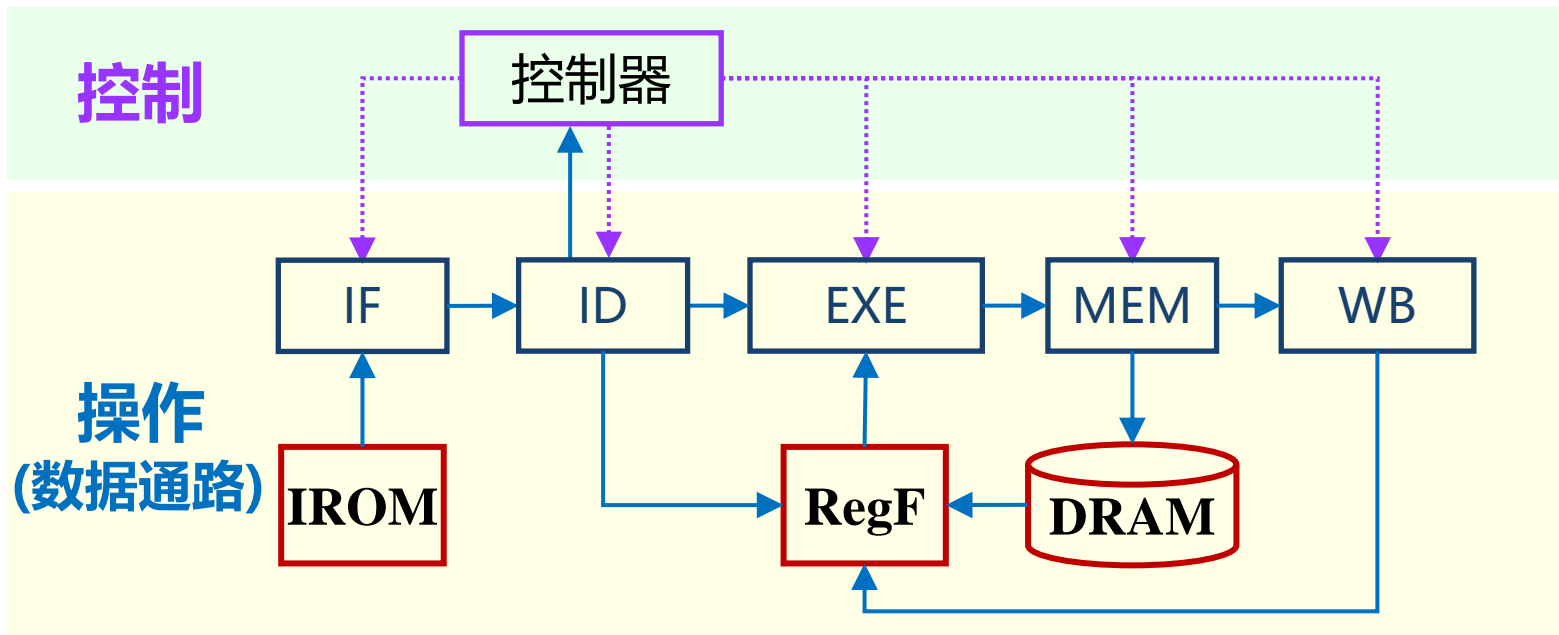 控制
控制器
IF
ID
EXE
MEM
WB
操作
(数据通路)
IROM
RegF
DRAM